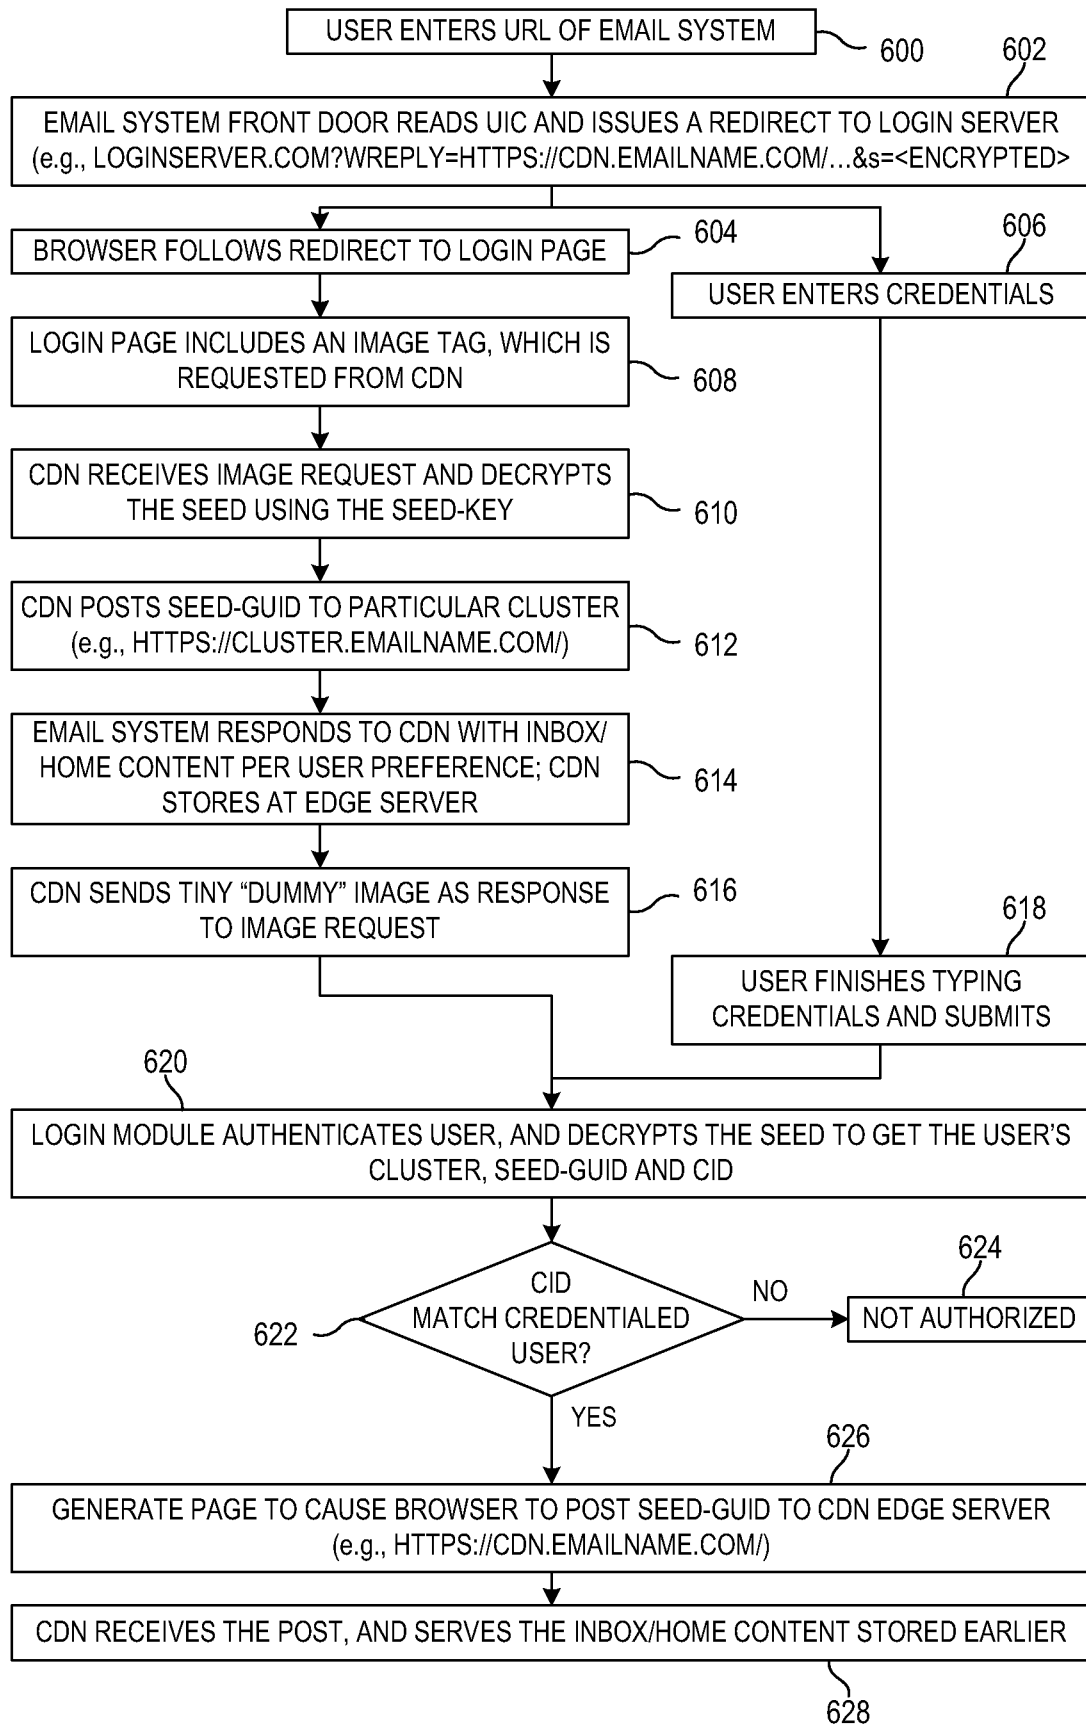 USER ENTERS URL OF EMAIL SYSTEM
600
602
EMAIL SYSTEM FRONT DOOR READS UIC AND ISSUES A REDIRECT TO LOGIN SERVER
(e.g., LOGINSERVER.COM?WREPLY=HTTPS://CDN.EMAILNAME.COM/...&s=<ENCRYPTED>
BROWSER FOLLOWS REDIRECT TO LOGIN PAGE
604
606
USER ENTERS CREDENTIALS
LOGIN PAGE INCLUDES AN IMAGE TAG, WHICH IS
REQUESTED FROM CDN
608
CDN RECEIVES IMAGE REQUEST AND DECRYPTS
THE SEED USING THE SEED-KEY
610
CDN POSTS SEED-GUID TO PARTICULAR CLUSTER
(e.g., HTTPS://CLUSTER.EMAILNAME.COM/)
612
EMAIL SYSTEM RESPONDS TO CDN WITH INBOX/
HOME CONTENT PER USER PREFERENCE; CDN
STORES AT EDGE SERVER
614
CDN SENDS TINY “DUMMY” IMAGE AS RESPONSE
TO IMAGE REQUEST
616
618
USER FINISHES TYPING
CREDENTIALS AND SUBMITS
620
LOGIN MODULE AUTHENTICATES USER, AND DECRYPTS THE SEED TO GET THE USER’S
CLUSTER, SEED-GUID AND CID
CID
MATCH CREDENTIALED
USER?
622
NO
624
NOT AUTHORIZED
YES
626
GENERATE PAGE TO CAUSE BROWSER TO POST SEED-GUID TO CDN EDGE SERVER
(e.g., HTTPS://CDN.EMAILNAME.COM/)
CDN RECEIVES THE POST, AND SERVES THE INBOX/HOME CONTENT STORED EARLIER
628